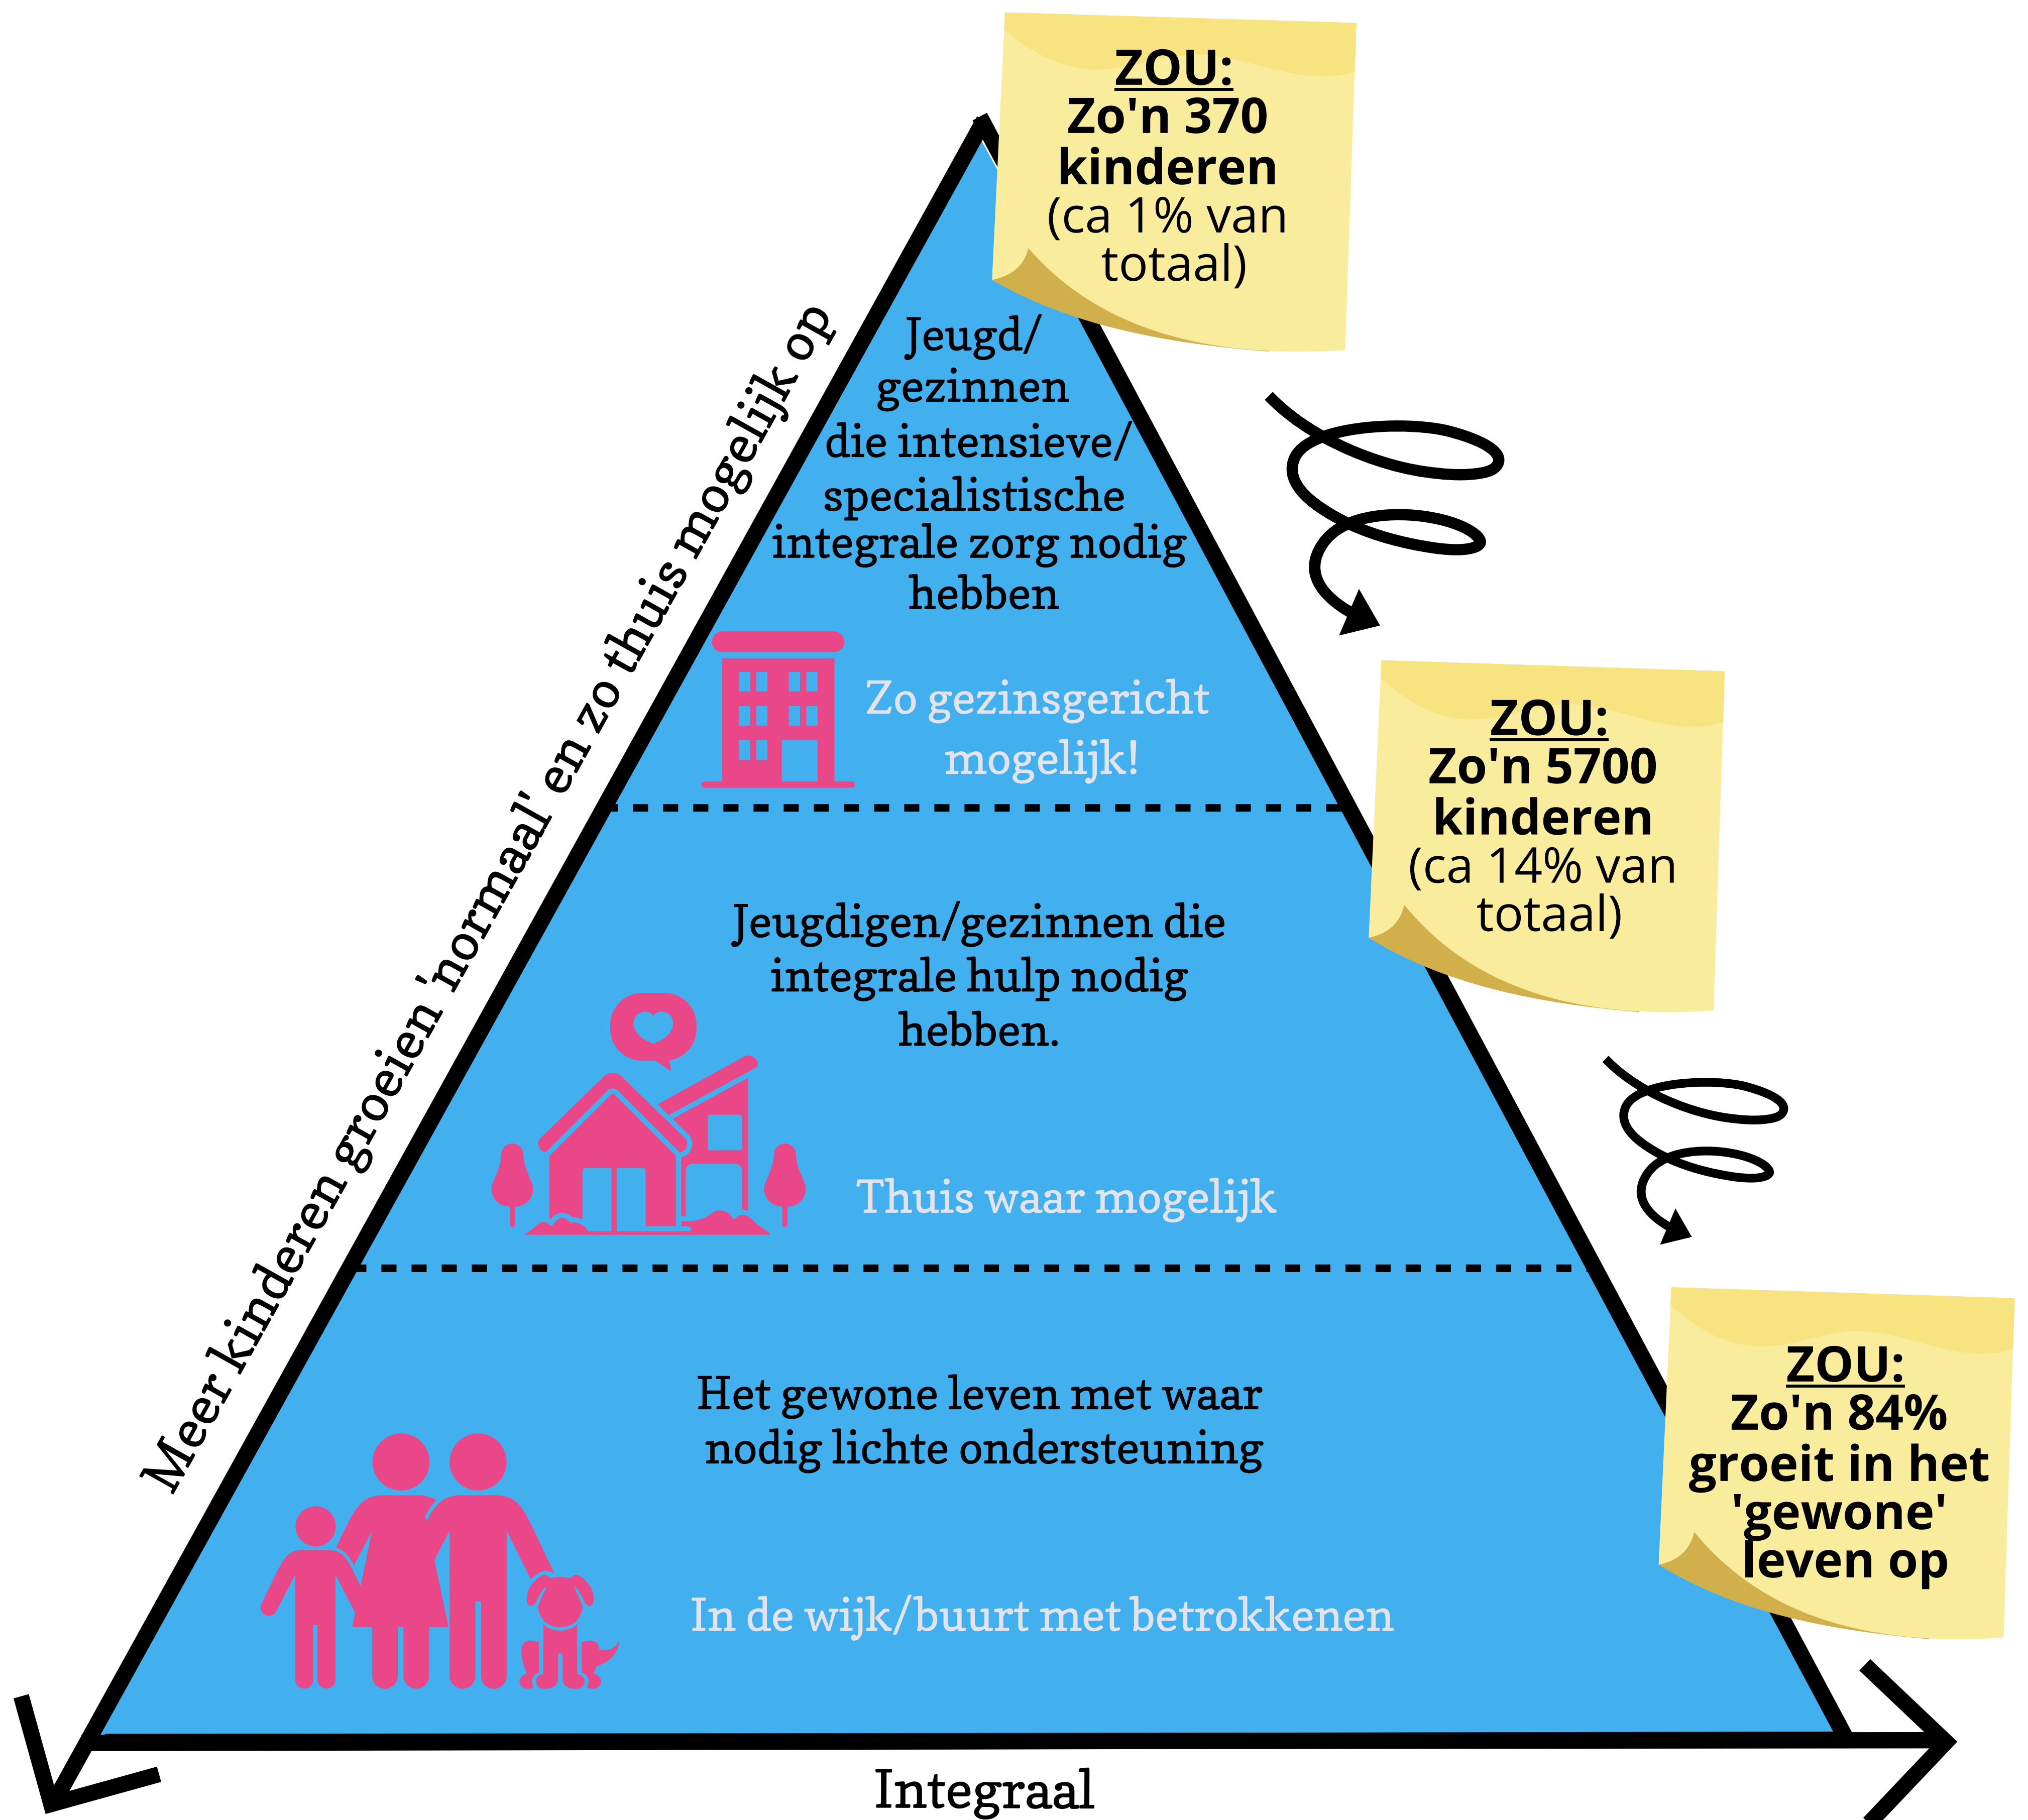 ZOU:
Zo'n 370
kinderen
(ca 1% van
totaal)
Meer kinderen groeien 'normaal' en zo thuis mogelijk op
Jeugd/
gezinnen
die intensieve/
specialistische
integrale zorg nodig
hebben
Zo gezinsgericht
mogelijk!
ZOU:
Zo'n 5700
kinderen
(ca 14% van
totaal)
Jeugdigen/gezinnen die
integrale hulp nodig
hebben.
Thuis waar mogelijk
ZOU:
Zo'n 84%
groeit in het
'gewone'
leven op
Het gewone leven met waar
nodig lichte ondersteuning
In de wijk/buurt met betrokkenen
Integraal